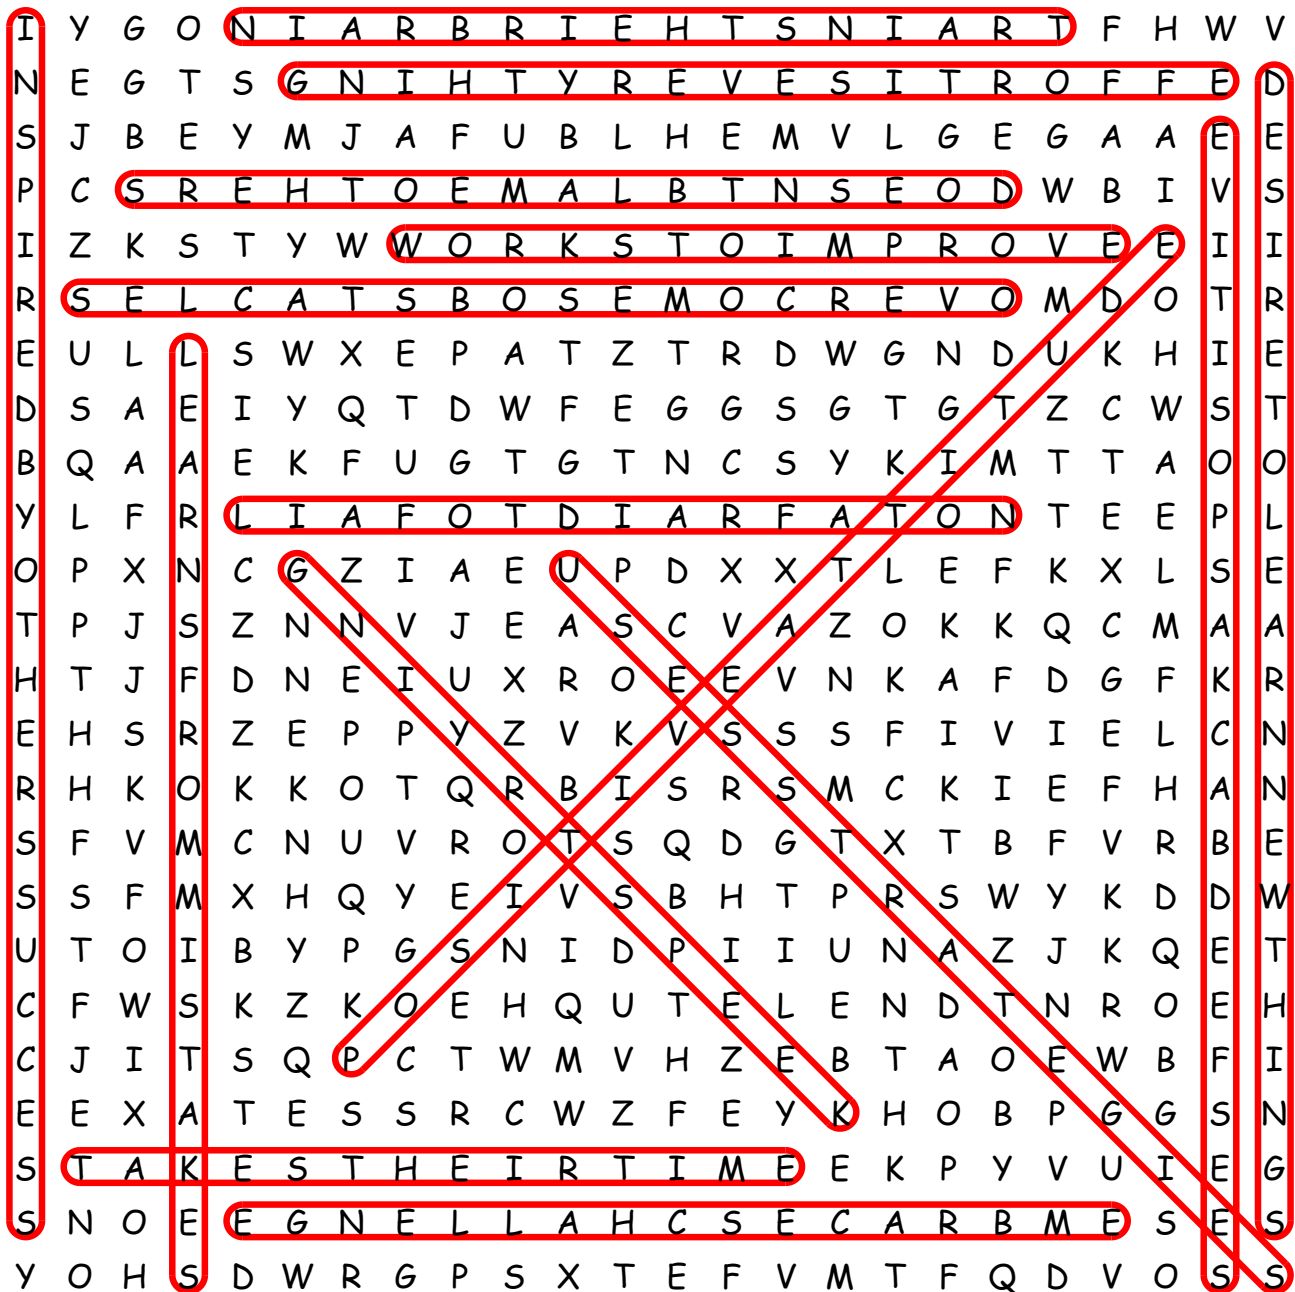 I Y G O N I A R B R I E H T S N I A R T F H W V
N E G T S G N I H T Y R E V E S I T R O F F E D
S J B E Y M J A F U B L H E M V L G E G A A E E
P C S R E H T O E M A L B T N S E O D W B I V S
I Z K S T Y W W O R K S T O I M P R O V E E I I
R S E L C A T S B O S E M O C R E V O M D O T R
E U L L S W X E P A T Z T R D W G N D U K H I E
D S A E I Y Q T D W F E G G S G T G T Z C W S T
B Q A A E K F U G T G T N C S Y K I M T T A O O
Y L F R L I A F O T D I A R F A T O N T E E P L
O P X N C G Z I A E U P D X X T L E F K X L S E
T P J S Z N N V J E A S C V A Z O K K Q C M A A
H T J F D N E I U X R O E E V N K A F D G F K R
E H S R Z E P P Y Z V K V S S S F I V I E L C N
R H K O K K O T Q R B I S R S M C K I E F H A N
S F V M C N U V R O T S Q D G T X T B F V R B E
S S F M X H Q Y E I V S B H T P R S W Y K D D W
U T O I B Y P G S N I D P I I U N A Z J K Q E T
C F W S K Z K O E H Q U T E L E N D T N R O E H
C J I T S Q P C T W M V H Z E B T A O E W B F I
E E X A T E S S R C W Z F E Y K H O B P G G S N
S T A K E S T H E I R T I M E E K P Y V U I E G
S N O E E G N E L L A H C S E C A R B M E S E S
Y O H S D W R G P S X T E F V M T F Q D V O S S